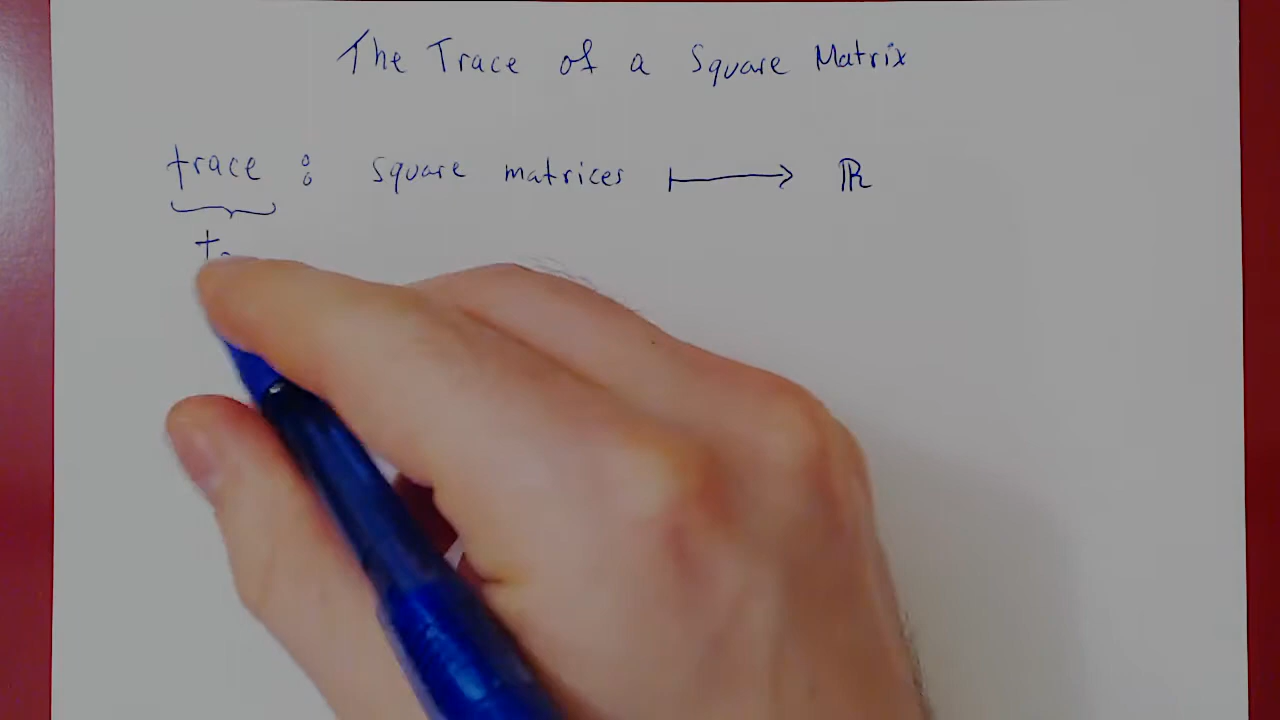 The Trace of a Square Matrix
trace : square matrices ↦ ℝ